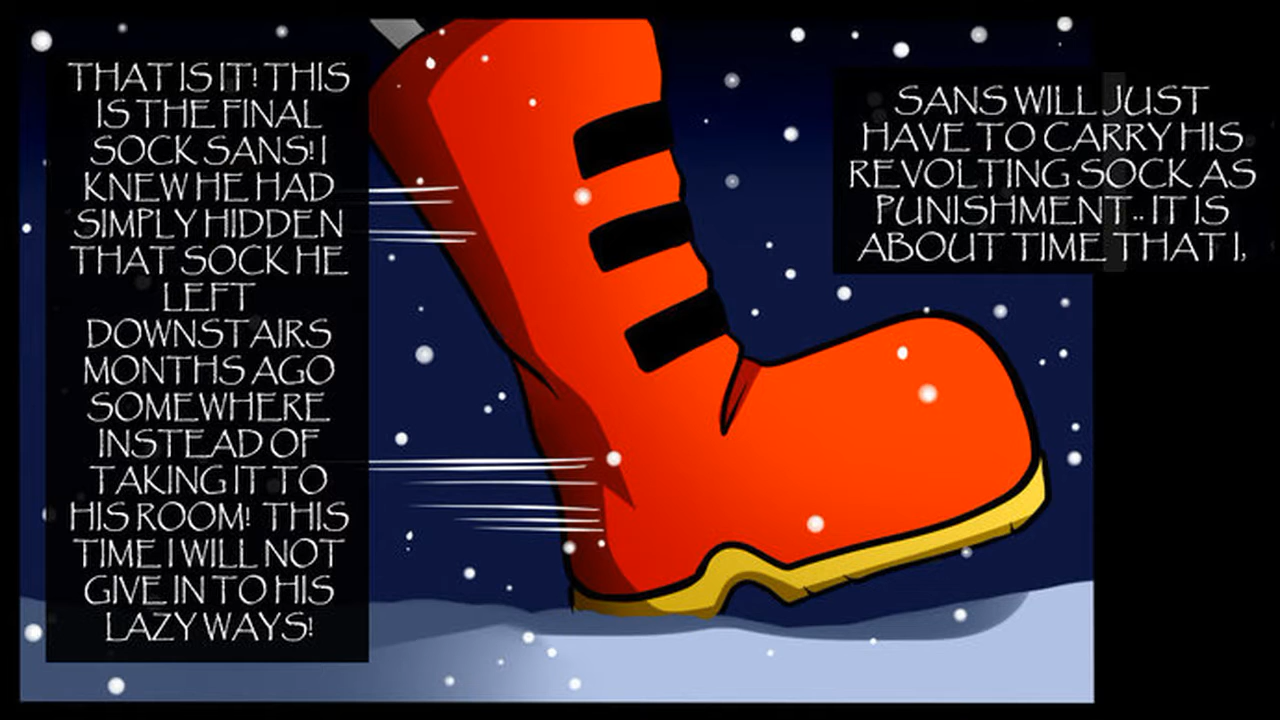 THAT IS IT! THIS
IS THE FINAL
SOCK SANS! I
KNEW HE HAD
SIMPLY HIDDEN
THAT SOCK HE
LEFT
DOWNSTAIRS
MONTHS AGO
SOMEWHERE
INSTEAD OF
TAKING IT TO
HIS ROOM! THIS
TIME I WILL NOT
GIVE IN TO HIS
LAZY WAYS!
SANS WILL JUST
HAVE TO CARRY HIS
REVOLTING SOCK AS
PUNISHMENT.. IT IS
ABOUT TIME THAT I,